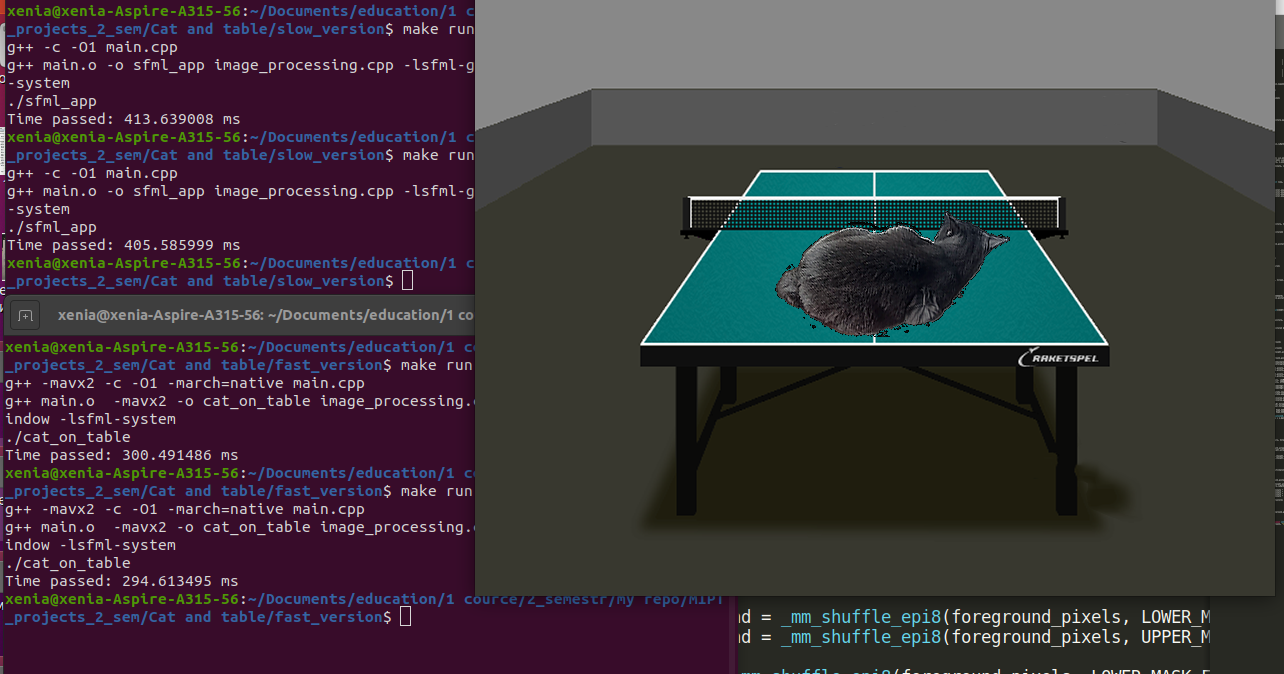 xenia@xenia-Aspire-A315-56:~/Documents/education/1 c
_projects_2_sem/Cat and table/slow_version$ make run
g++ -c -O1 main.cpp
g++ main.o -o sfml_app image_processing.cpp -lsfml-g
-system
./sfml_app
Time passed: 413.639008 ms
xenia@xenia-Aspire-A315-56:~/Documents/education/1 c
_projects_2_sem/Cat and table/slow_version$ make run
g++ -c -O1 main.cpp
g++ main.o -o sfml_app image_processing.cpp -lsfml-g
-system
./sfml_app
Time passed: 405.585999 ms
xenia@xenia-Aspire-A315-56:~/Documents/education/1 c
_projects_2_sem/Cat and table/slow_version$
xenia@xenia-Aspire-A315-56: ~/Documents/education/1 co
xenia@xenia-Aspire-A315-56:~/Documents/education/1 co
_projects_2_sem/Cat and table/fast_version$ make run
g++ -mavx2 -c -O1 -march=native main.cpp
g++ main.o  -mavx2 -o cat_on_table image_processing.c
indow -lsfml-system
./cat_on_table
Time passed: 300.491486 ms
xenia@xenia-Aspire-A315-56:~/Documents/education/1 co
_projects_2_sem/Cat and table/fast_version$ make run
g++ -mavx2 -c -O1 -march=native main.cpp
g++ main.o  -mavx2 -o cat_on_table image_processing.c
indow -lsfml-system
./cat_on_table
Time passed: 294.613495 ms
xenia@xenia-Aspire-A315-56:~/Documents/education/1 cource/2_semestr/my repo/MIPT
_projects_2_sem/Cat and table/fast_version$
RAKETSPEL
nd = _mm_shuffle_epi8(foreground_pixels, LOWER_M
nd = _mm_shuffle_epi8(foreground_pixels, UPPER_M